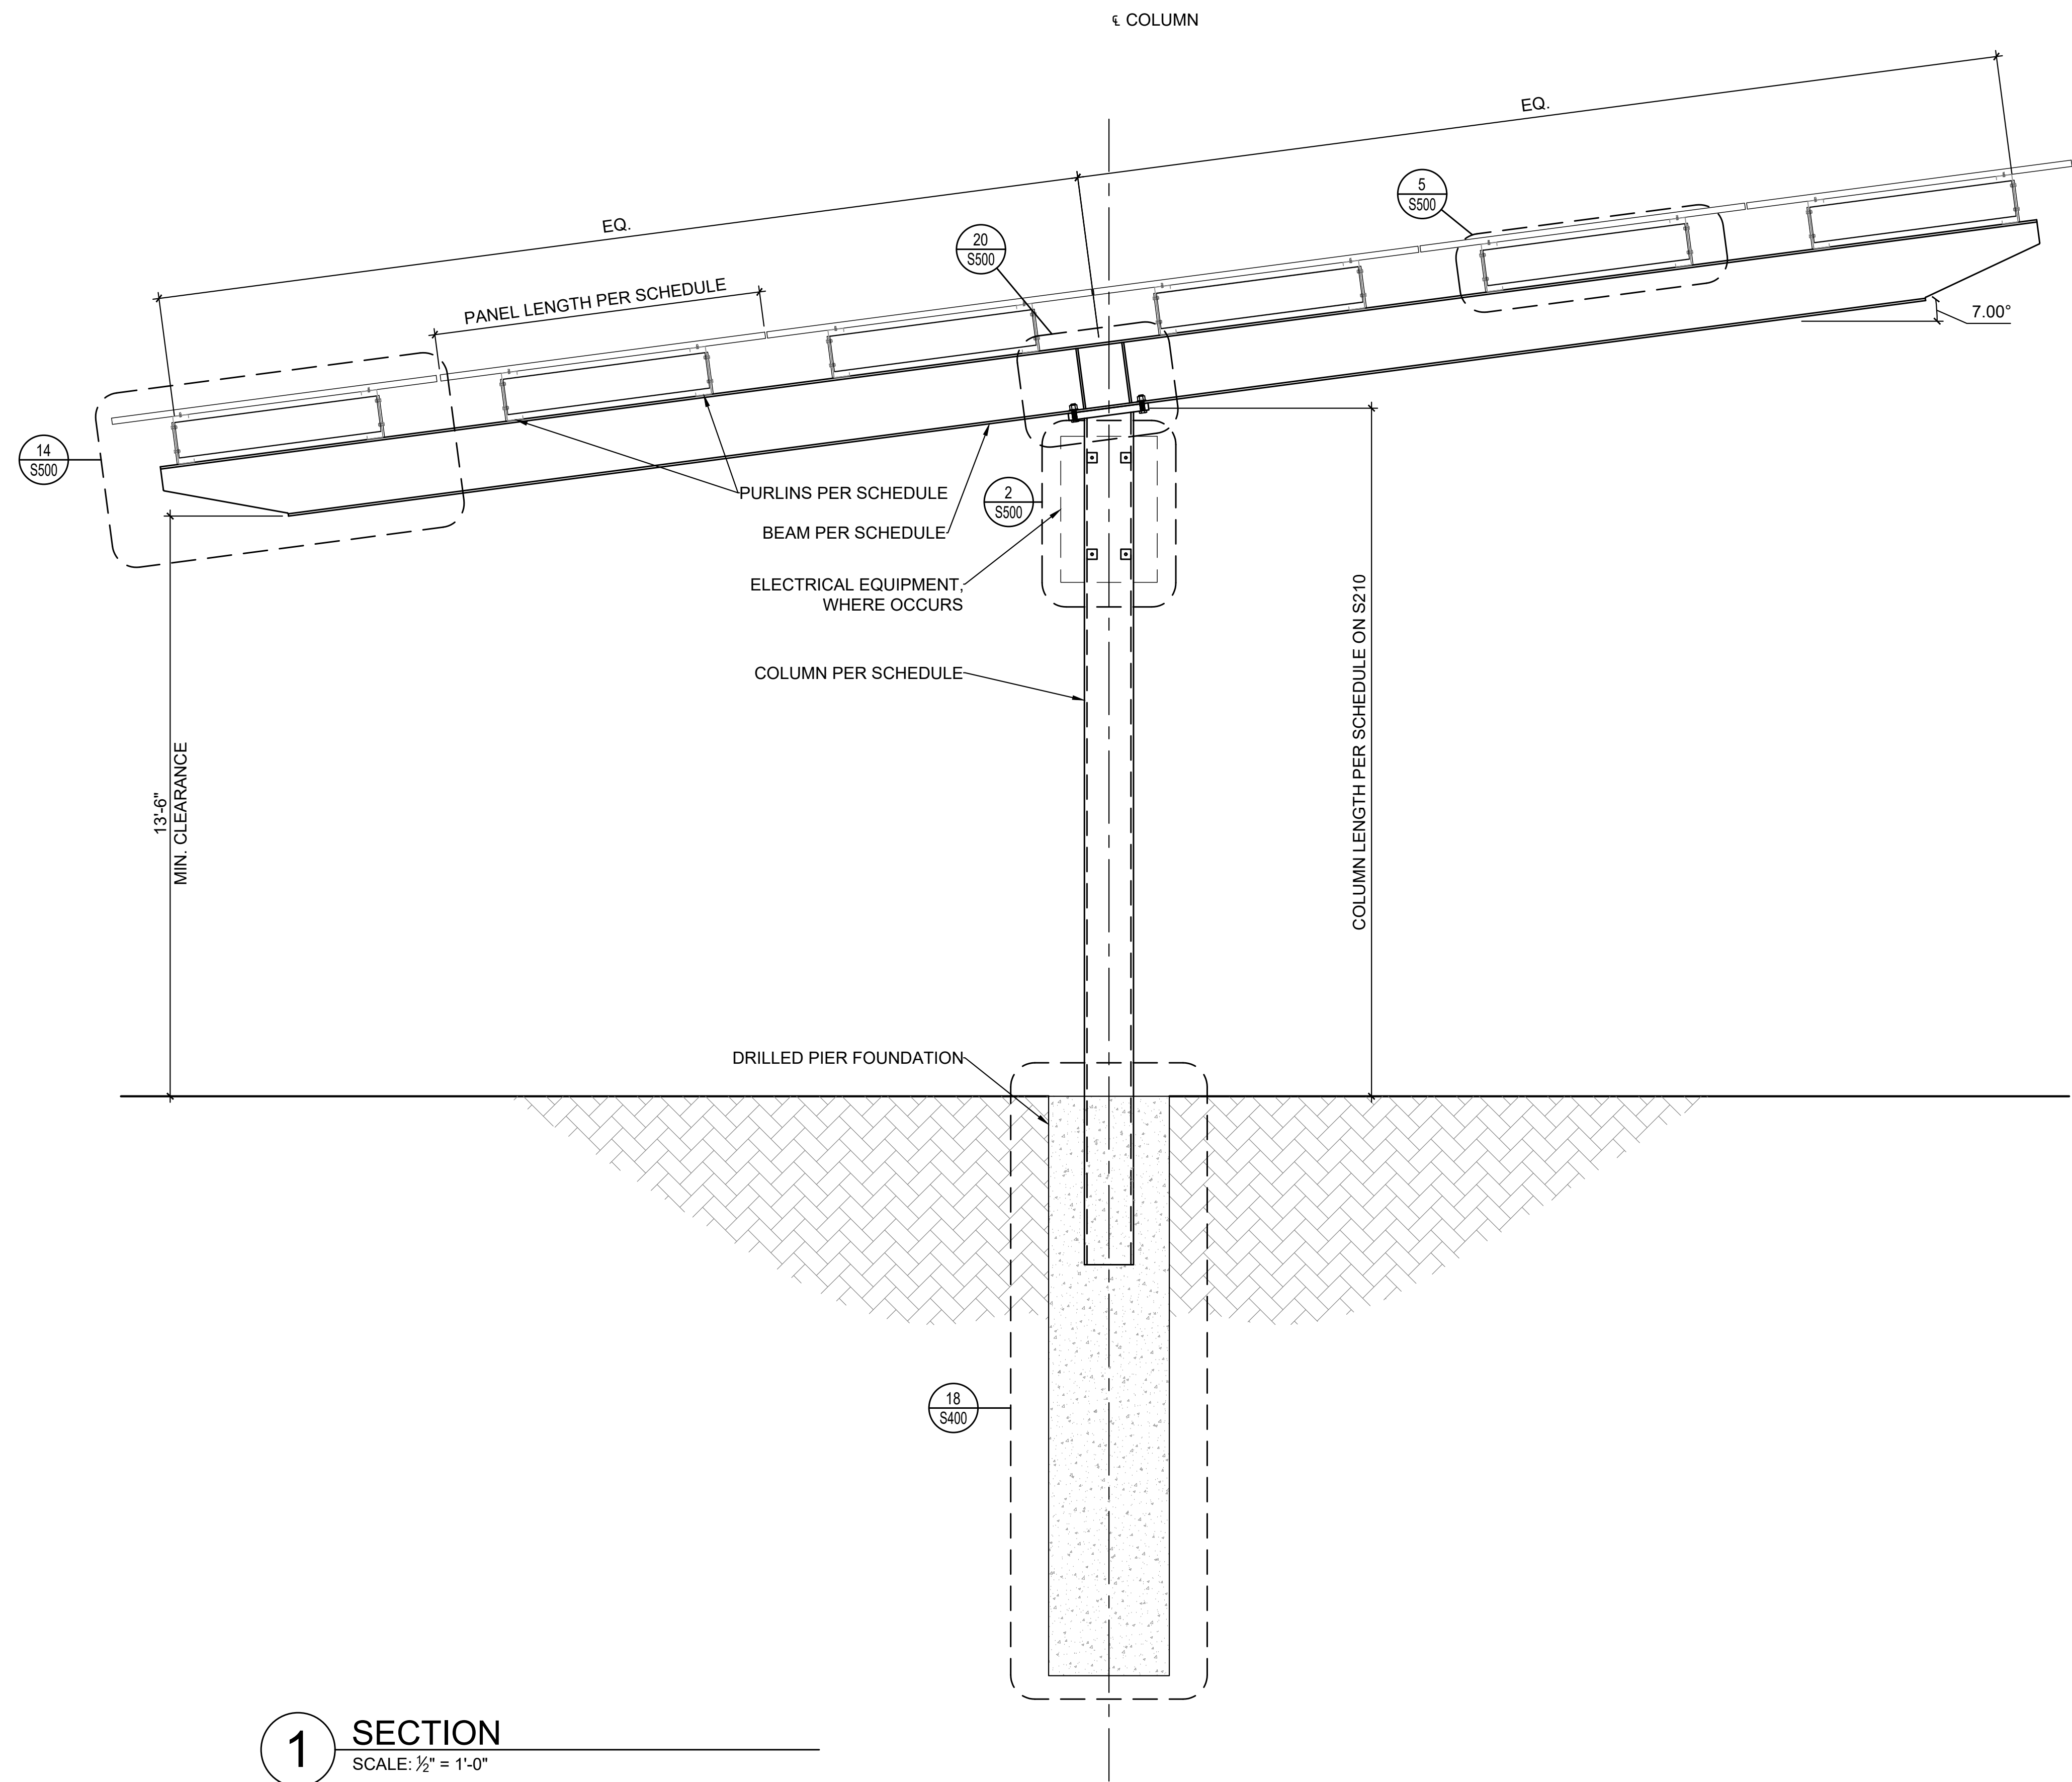 ℄ COLUMN
EQ.
EQ.
5
S500
20
S500
PANEL LENGTH PER SCHEDULE
7.00°
14
S500
PURLINS PER SCHEDULE
2
S500
BEAM PER SCHEDULE
ELECTRICAL EQUIPMENT,
WHERE OCCURS
COLUMN PER SCHEDULE
COLUMN LENGTH PER SCHEDULE ON S210
13'-6"
MIN. CLEARANCE
DRILLED PIER FOUNDATION
18
S400
1
SECTION
SCALE: ½" = 1'-0"